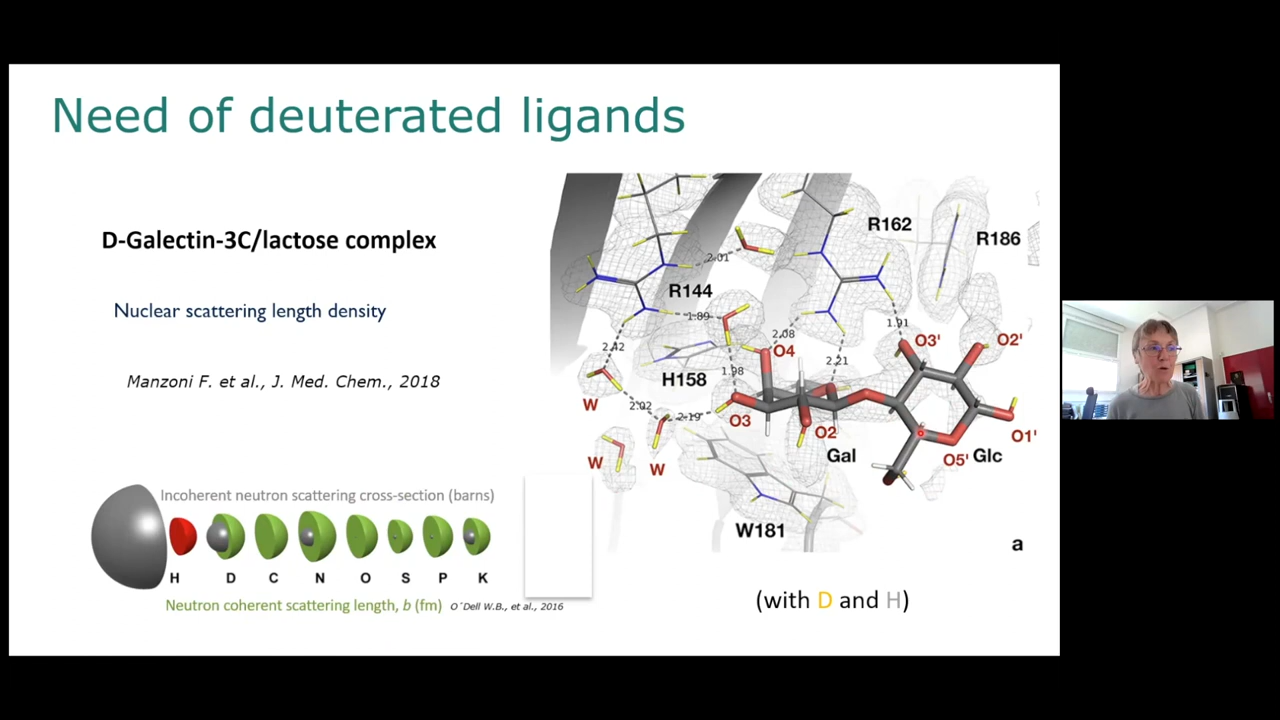 Need of deuterated ligands
D-Galectin-3C/lactose complex
Nuclear scattering length density
Manzoni F. et al., J. Med. Chem., 2018
Incoherent neutron scattering cross-section (barns)
H D C N O S P K
Neutron coherent scattering length, b (fm) O´Dell W.B., et al., 2016
R162
R186
2.01
R144
1.89
2.08
1.91
O3'
O2'
2.42
O4
2.21
H158
1.98
W
2.02
2.19
O3
O2
O1'
W
W
Gal
O5' Glc
W181
a
(with D and H)